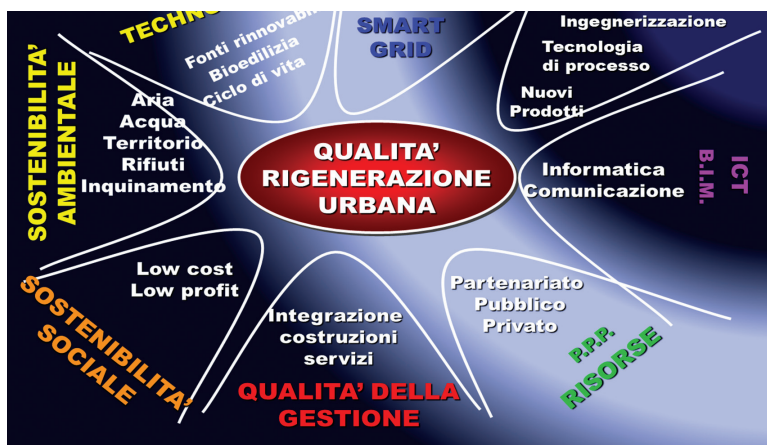 TECHNO
Fonti rinnovabi
Bioedilizia
Ciclo di vita
SMART
GRID
Ingegnerizzazione
Tecnologia
di processo
Nuovi
Prodotti
SOSTENIBILITA’
AMBIENTALE
Aria
Acqua
Territorio
Rifiuti
Inquinamento
QUALITA’
RIGENERAZIONE
URBANA
Informatica
Comunicazione
ICT
B.I.M.
Low cost
Low profit
SOSTENIBILITA’
SOCIALE
Integrazione
costruzioni
servizi
QUALITA’ DELLA
GESTIONE
Partenariato
Pubblico
Privato
P.P.P.
RISORSE